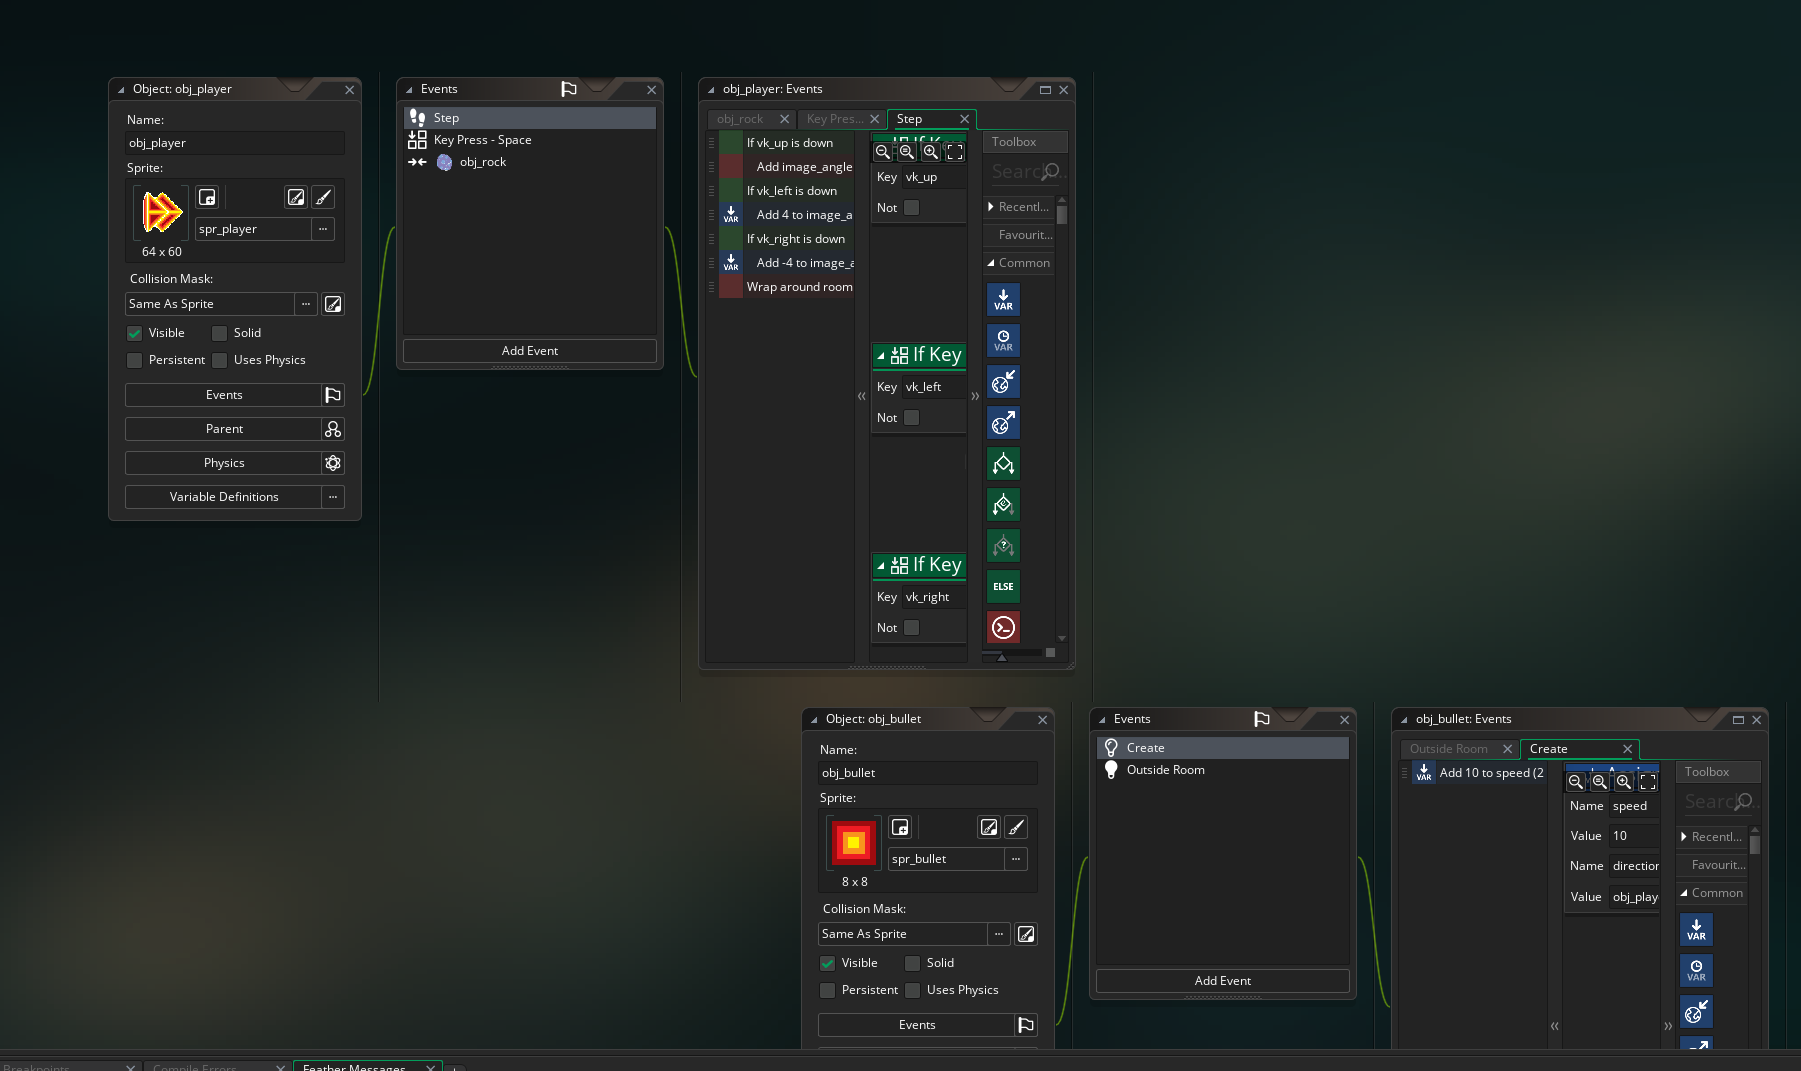 Object: obj_player
Name:
obj_player
Sprite:
spr_player
64 x 60
Collision Mask:
Same As Sprite
Visible
Solid
Persistent
Uses Physics
Events
Parent
Physics
Variable Definitions
Events
Step
Key Press - Space
obj_rock
Add Event
obj_player: Events
obj_rock
Key Pres...
Step
If vk_up is down
Add image_angle
If vk_left is down
VAR
Add 4 to image_a
If vk_right is down
VAR
Add -4 to image_a
Wrap around room
Key vk_up
Not
If Key
Key vk_left
Not
If Key
Key vk_right
Not
Toolbox
Search...
Recentl...
Favourit...
Common
VAR
VAR
ELSE
Object: obj_bullet
Name:
obj_bullet
Sprite:
spr_bullet
8 x 8
Collision Mask:
Same As Sprite
Visible
Solid
Persistent
Uses Physics
Events
Events
Create
Outside Room
Add Event
obj_bullet: Events
Outside Room
Create
VAR
Add 10 to speed (2
Name speed
Value 10
Name direction
Value obj_play
Toolbox
Search...
Recentl...
Favourit...
Common
VAR
VAR
Breakpoints
Compile Errors
Feather Messages